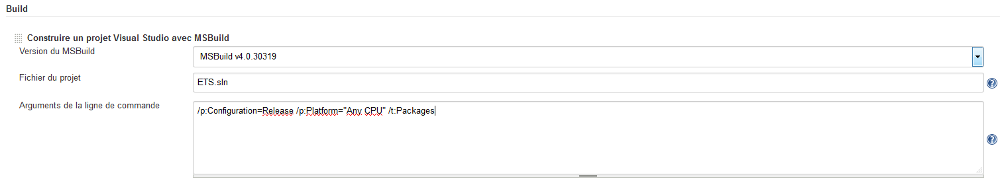 Build
Construire un projet Visual Studio avec MSBuild
Version du MSBuild
MSBuild v4.0.30319
Fichier du projet
ETS.sln
Arguments de la ligne de commande
/p:Configuration=Release /p:Platform="Any CPU" /t:Packages